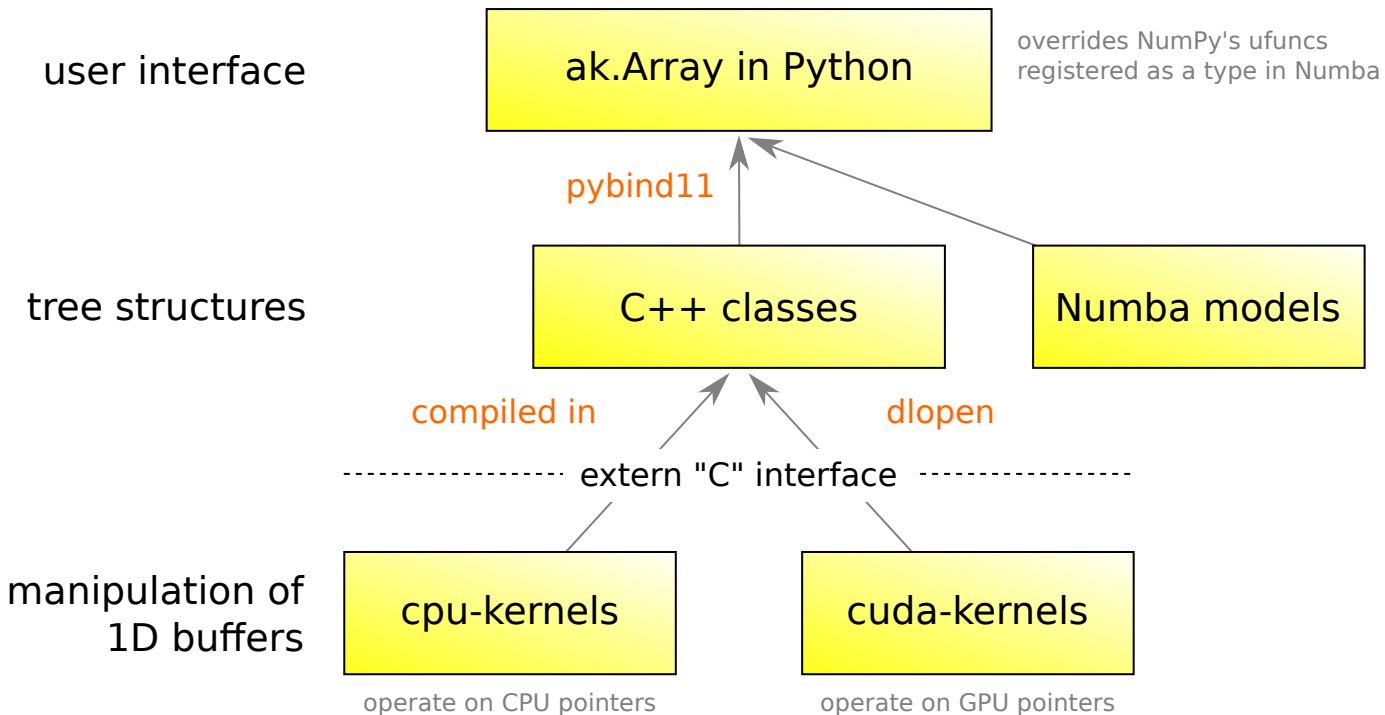 user interface
ak.Array in Python
overrides NumPy's ufuncs
registered as a type in Numba
pybind11
tree structures
C++ classes
Numba models
compiled in
dlopen
extern "C" interface
manipulation of
1D buffers
cpu-kernels
cuda-kernels
operate on CPU pointers
operate on GPU pointers